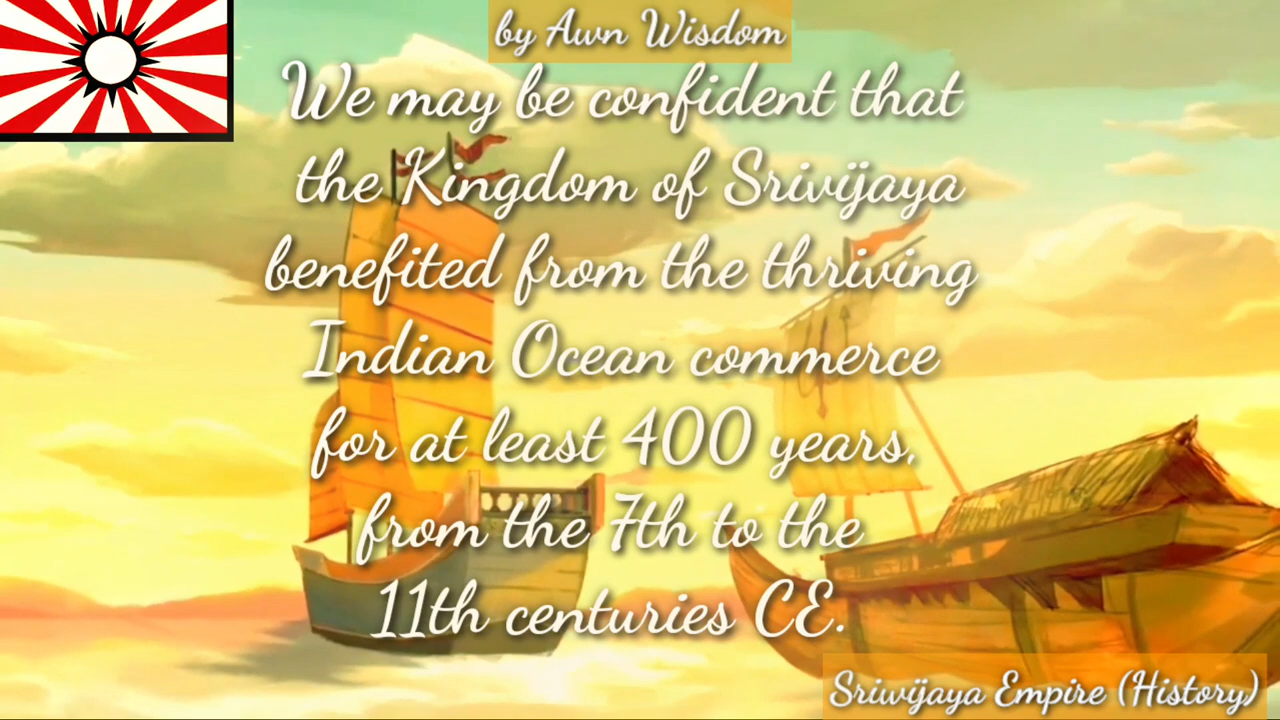 by Awn Wisdom
We may be confident that
the Kingdom of Srivijaya
benefited from the thriving
Indian Ocean commerce
for at least 400 years,
from the 7th to the
11th centuries CE.
Sriwijaya Empire (History)